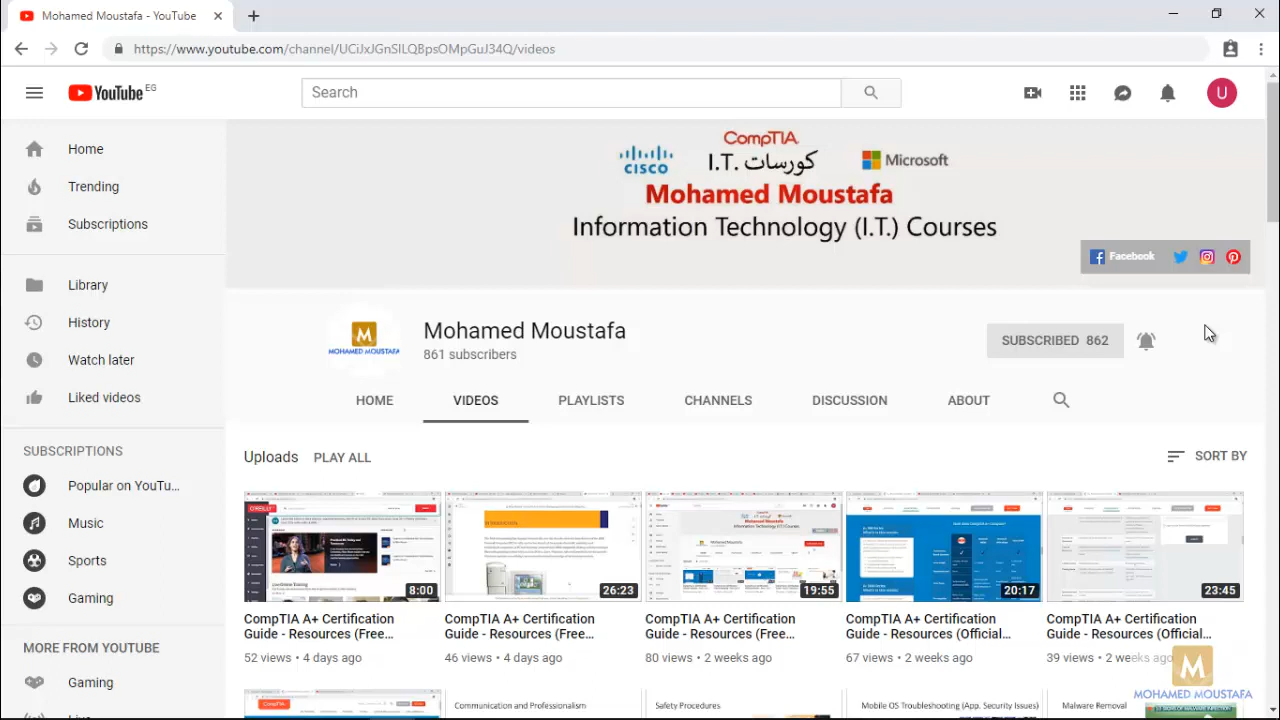 Mohamed Moustafa - YouTube
https://www.youtube.com/channel/UCiJxJGnSILQBpsOMpGuJ34Q/videos
YouTube EG
Search
U
Home
Trending
Subscriptions
Library
History
Watch later
Liked videos
SUBSCRIPTIONS
Popular on YouTu...
Music
Sports
Gaming
MORE FROM YOUTUBE
Gaming
CISCO
CompTIA
I.T. كورسات
Microsoft
Mohamed Moustafa
Information Technology (I.T.) Courses
Facebook
M
MOHAMED MOUSTAFA
Mohamed Moustafa
861 subscribers
SUBSCRIBED 862
HOME VIDEOS PLAYLISTS CHANNELS DISCUSSION ABOUT
Uploads PLAY ALL
SORT BY
8:00
26:23
19:55
20:17
23:45
CompTIA A+ Certification
Guide - Resources (Free...
52 views • 4 days ago
CompTIA A+ Certification
Guide - Resources (Free...
46 views • 4 days ago
CompTIA A+ Certification
Guide - Resources (Free...
80 views • 2 weeks ago
CompTIA A+ Certification
Guide - Resources (Official...
67 views • 2 weeks ago
CompTIA A+ Certification
Guide - Resources (Official...
39 views • 2 weeks ago
CompTIA
Communication and Professionalism
Safety Procedures
Mobile OS Troubleshooting (App, Security Issues)
Malware Removal
M
MOHAMED MOUSTAFA